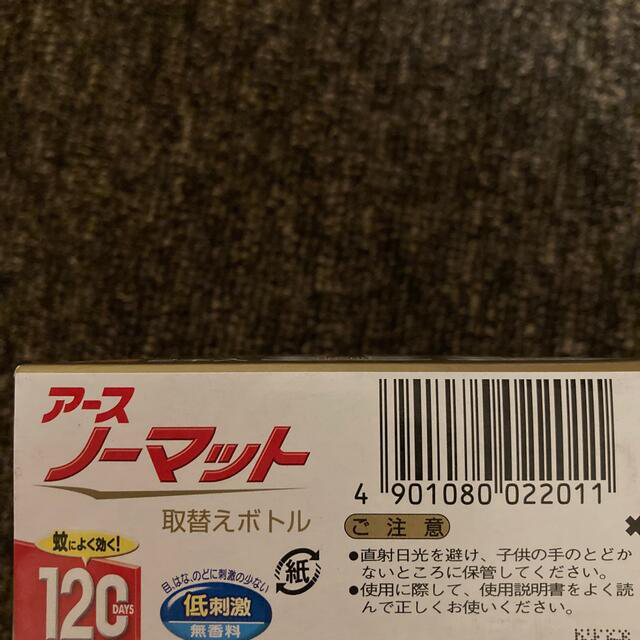 アース
ノーマット
取替えボトル
蚊によく効く!
120 DAYS
目、はな、のどに刺激の少ない
低刺激
無香料
紙
4 901080 022011
ご注意
●直射日光を避け、子供の手のとどか
ないところに保管してください。
●使用に際して、使用説明書をよく読
んで正しくお使いください。